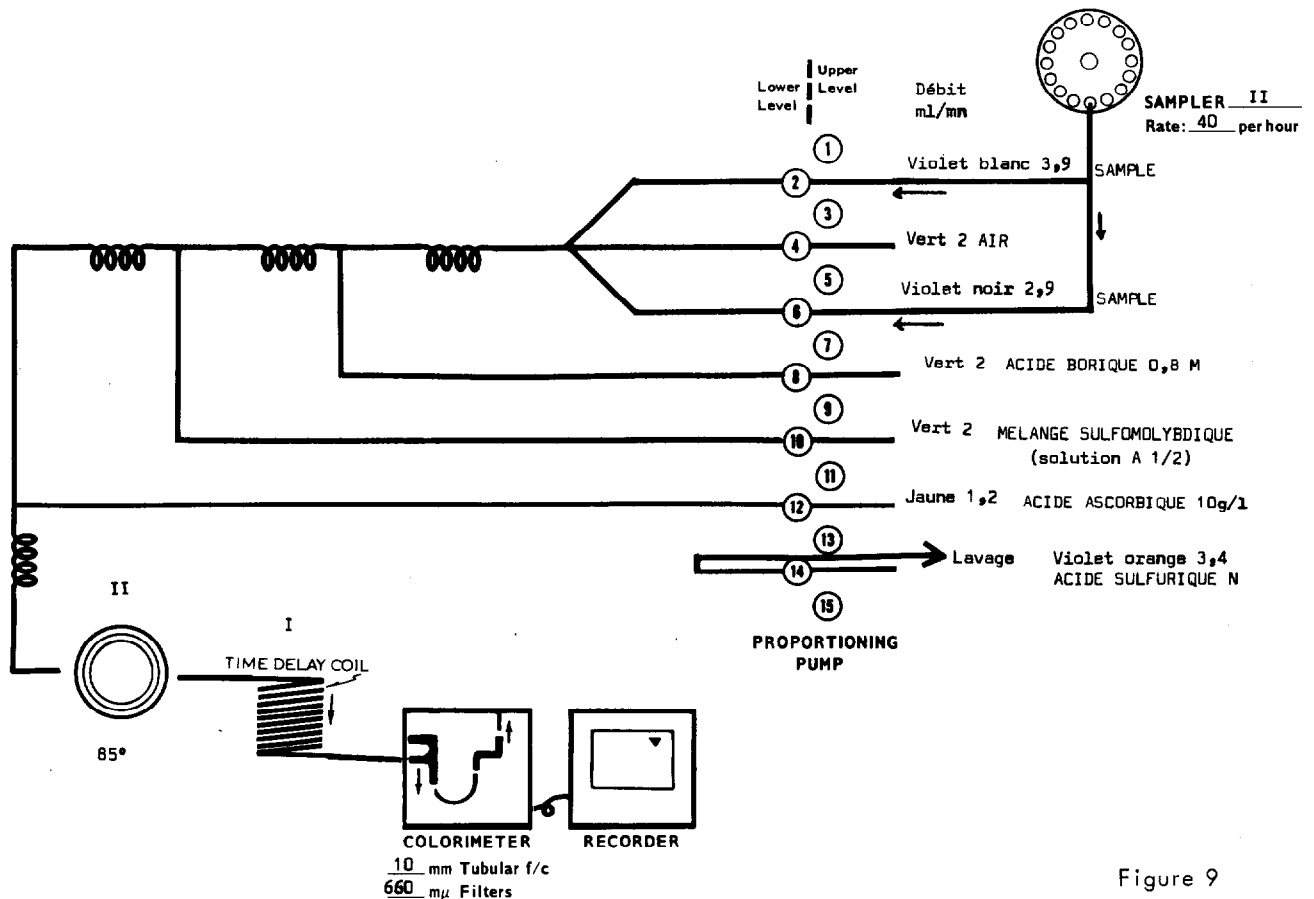 Lower Level
Upper Level
Débit
ml/mn
SAMPLER II
Rate: 40 per hour
1
Violet blanc 3,9
SAMPLE
2
3
4
Vert 2 AIR
5
Violet noir 2,9
SAMPLE
6
7
8
Vert 2 ACIDE BORIQUE 0,8 M
9
10
Vert 2 MELANGE SULFOMOLYBDIQUE
(solution A 1/2)
11
12
Jaune 1,2 ACIDE ASCORBIQUE 10g/l
13
Lavage Violet orange 3,4
14
ACIDE SULFURIQUE N
15
PROPORTIONING
PUMP
II
I
TIME DELAY COIL
85°
COLORIMETER
RECORDER
10 mm Tubular f/c
660 mµ Filters
Figure 9